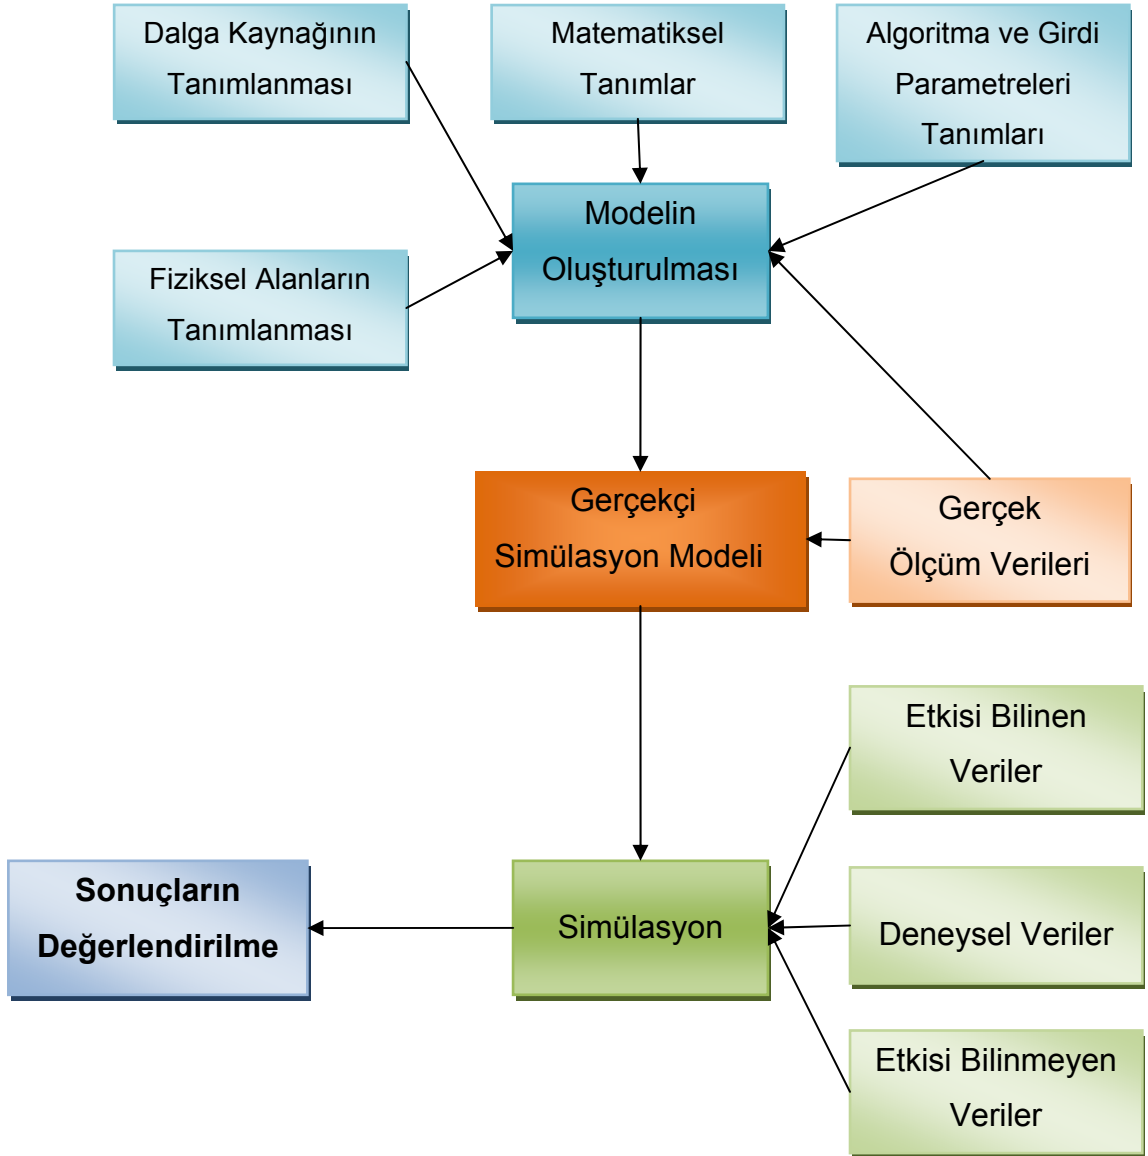 Dalga Kaynağının
Tanımlanması
Matematiksel
Tanımlar
Algoritma ve Girdi
Parametreleri
Tanımları
Modelin
Oluşturulması
Fiziksel Alanların
Tanımlanması
Gerçekçi
Simülasyon Modeli
Gerçek
Ölçüm Verileri
Etkisi Bilinen
Veriler
Sonuçların
Değerlendirilme
Simülasyon
Deneysel Veriler
Etkisi Bilinmeyen
Veriler